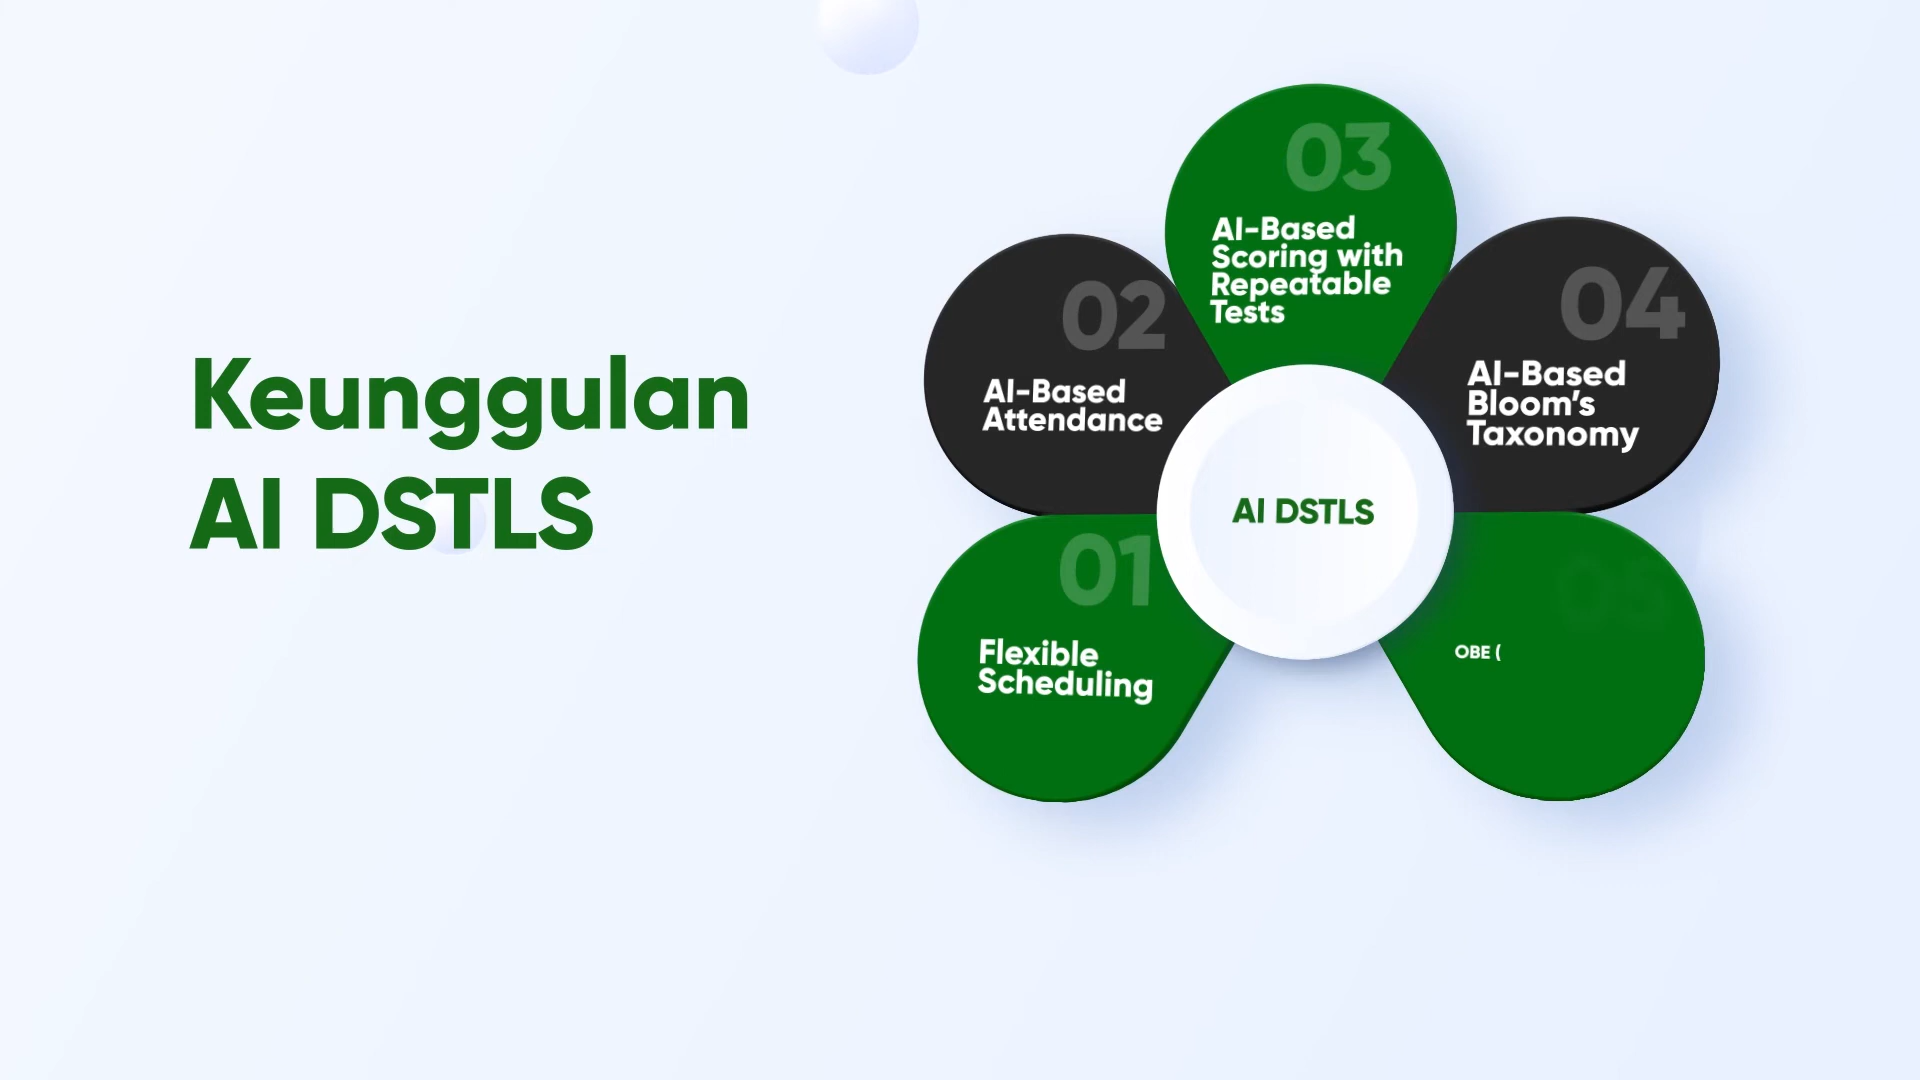 Keunggulan
AI DSTLS
01
Flexible
Scheduling
02
AI-Based
Attendance
03
AI-Based
Scoring with
Repeatable
Tests
04
AI-Based
Bloom's
Taxonomy
05
OBE (
AI DSTLS